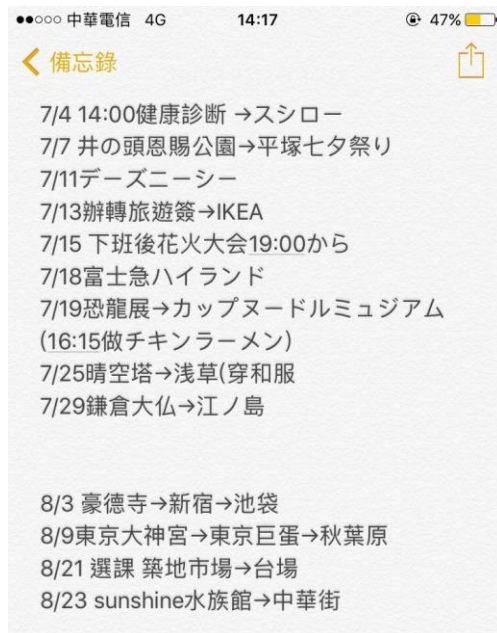 中華電信 4G 14:17 47%
備忘錄
7/4 14:00健康診断 →スシロー
7/7 井の頭恩賜公園→平塚七夕祭り
7/11デーズニーシー
7/13辦轉旅遊簽→IKEA
7/15 下班後花火大会19:00から
7/18富士急ハイランド
7/19恐龍展→カップヌードルミュジアム
(16:15做チキンラーメン)
7/25晴空塔→浅草(穿和服
7/29鎌倉大仏→江ノ島
8/3 豪德寺→新宿→池袋
8/9東京大神宮→東京巨蛋→秋葉原
8/21 選課 築地市場→台場
8/23 sunshine水族館→中華街